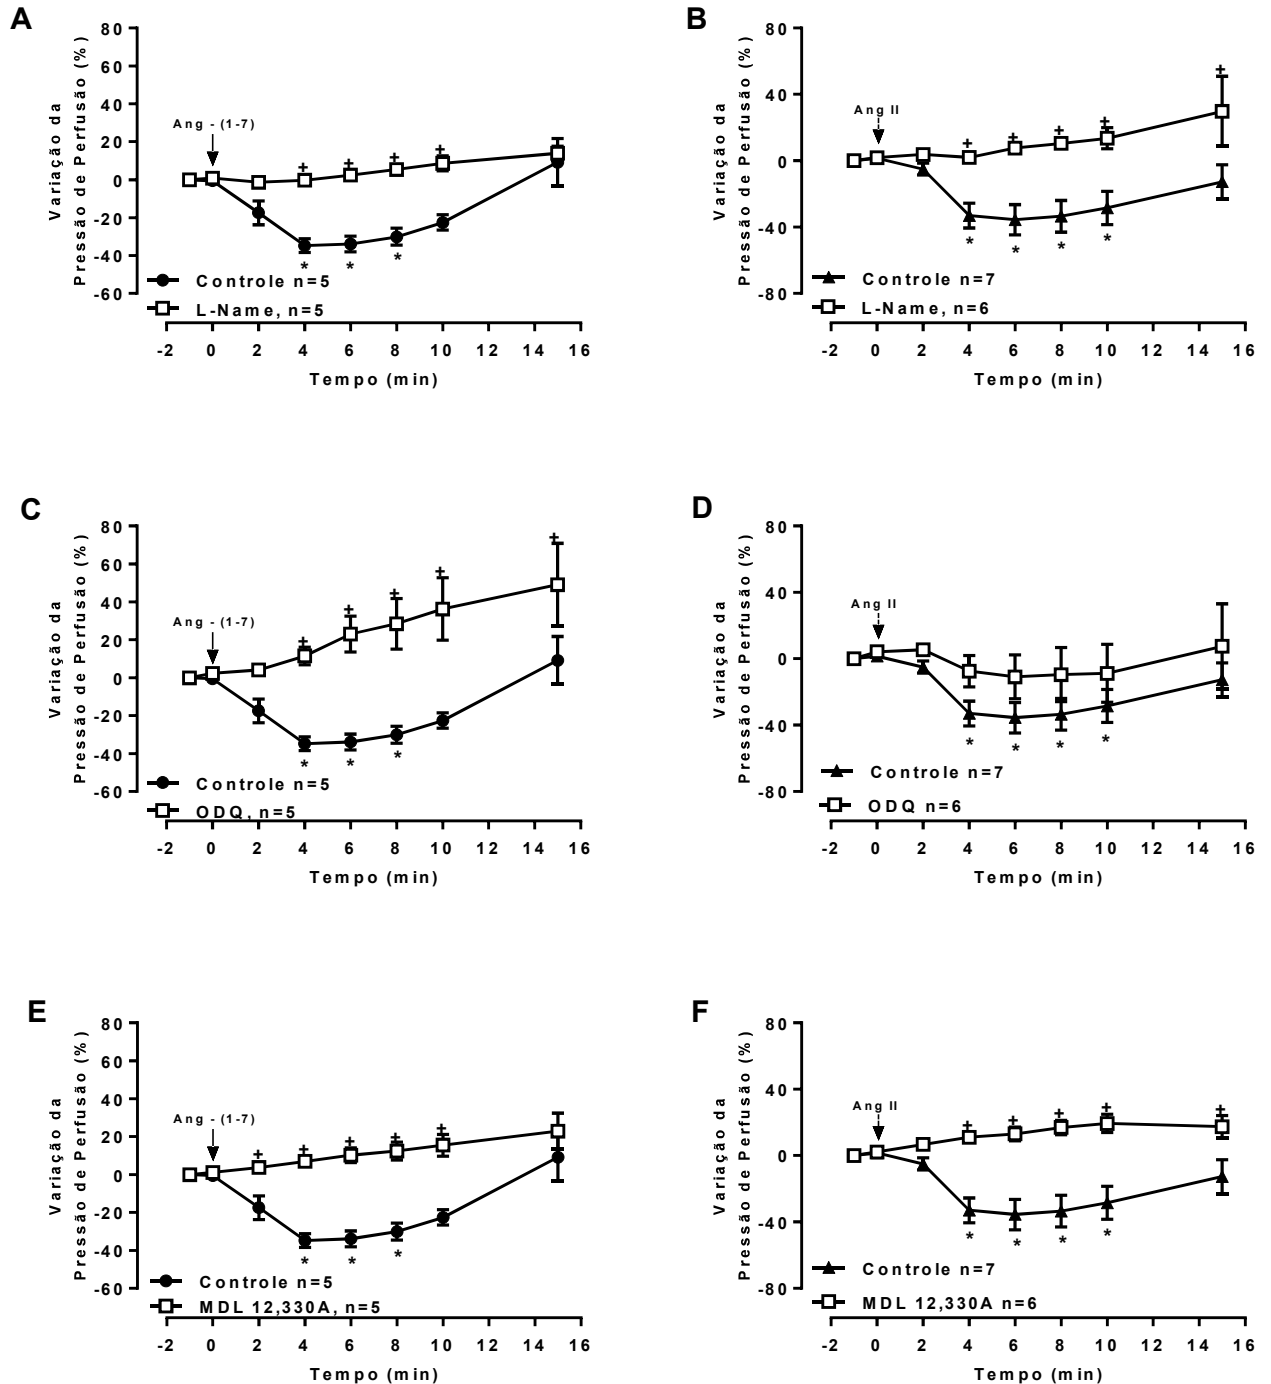 A
Variação da
Pressão de Perfusão (%)
80
60
40
20
0
-20
-40
-60
Ang - (1-7)
+ + + +
* * *
Controle n=5
L-Name, n=5
-2 0 2 4 6 8 10 12 14 16
Tempo (min)
B
Variação da
Pressão de Perfusão (%)
80
40
0
-40
-80
Ang II
+ + + + +
* * * *
Controle n=7
L-Name, n=6
-2 0 2 4 6 8 10 12 14 16
Tempo (min)
C
Variação da
Pressão de Perfusão (%)
80
60
40
20
0
-20
-40
-60
Ang - (1-7)
+ + + + +
* * *
Controle n=5
ODQ, n=5
-2 0 2 4 6 8 10 12 14 16
Tempo (min)
D
Variação da
Pressão de Perfusão (%)
80
40
0
-40
-80
Ang II
* * * *
Controle n=7
ODQ n=6
-2 0 2 4 6 8 10 12 14 16
Tempo (min)
E
Variação da
Pressão de Perfusão (%)
80
60
40
20
0
-20
-40
-60
Ang - (1-7)
+ + + + +
* * *
Controle n=5
MDL 12,330A, n=5
-2 0 2 4 6 8 10 12 14 16
Tempo (min)
F
Variação da
Pressão de Perfusão (%)
80
40
0
-40
-80
Ang II
+ + + + +
* * * *
Controle n=7
MDL 12,330A n=6
-2 0 2 4 6 8 10 12 14 16
Tempo (min)